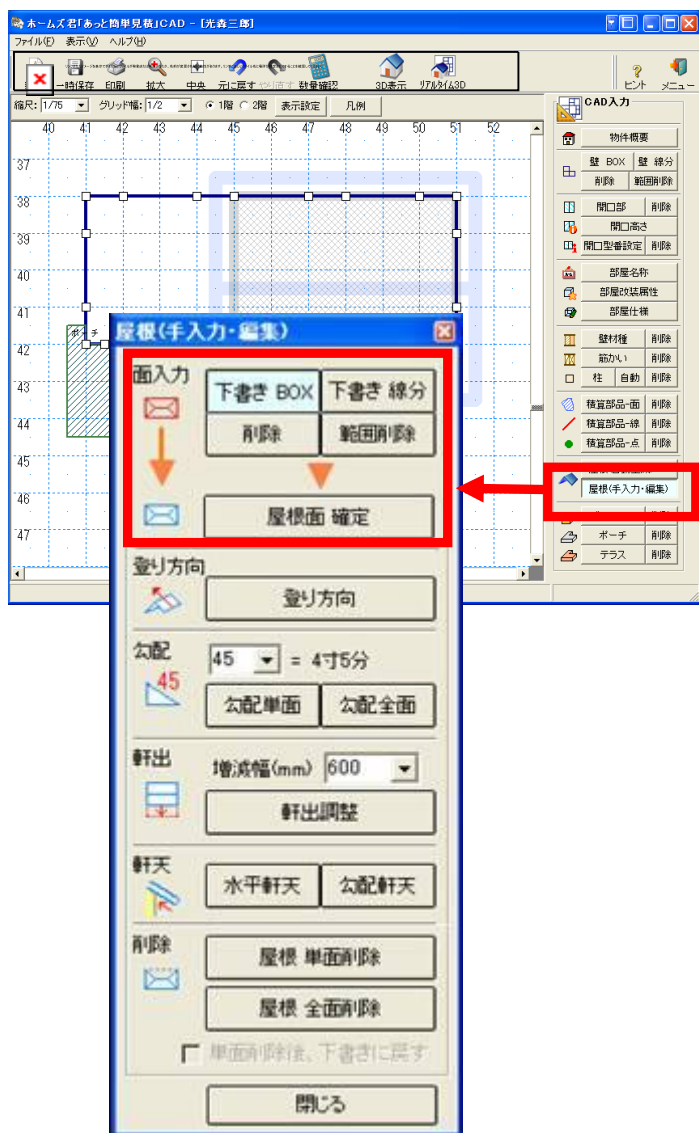 ホームズ君「あっと簡単見積」CAD - [光森三郎]
ファイル(F) 表示(V) ヘルプ(H)
一時保存 印刷 拡大 中央 元に戻す やり直す 数量確認 3D表示 リアルタイム3D ヒント メニュー
縮尺: 1/75 グリッド幅: 1/2 1階 2階 表示設定 凡例
40 41 42 43 44 45 46 47 48 49 50 51 52
37
38
39
40
41
42
43
44
45
46
47
CAD入力
物件概要
壁 BOX 壁 線分
削除 範囲削除
開口部 削除
開口高さ
開口型番設定 削除
部屋名称
部屋改装属性
部屋仕様
壁材種 削除
筋かい 削除
柱 自動 削除
積算部品-面 削除
積算部品-線 削除
積算部品-点 削除
屋根(手入力・編集)
ポーチ 削除
テラス 削除
屋根(手入力・編集)
面入力
下書き BOX 下書き 線分
削除 範囲削除
屋根面 確定
登り方向
登り方向
勾配
45 = 4寸5分
45
勾配単面 勾配全面
軒出
増減幅(mm) 600
軒出調整
軒天
水平軒天 勾配軒天
削除
屋根 単面削除
屋根 全面削除
単面削除後、下書きに戻す
閉じる